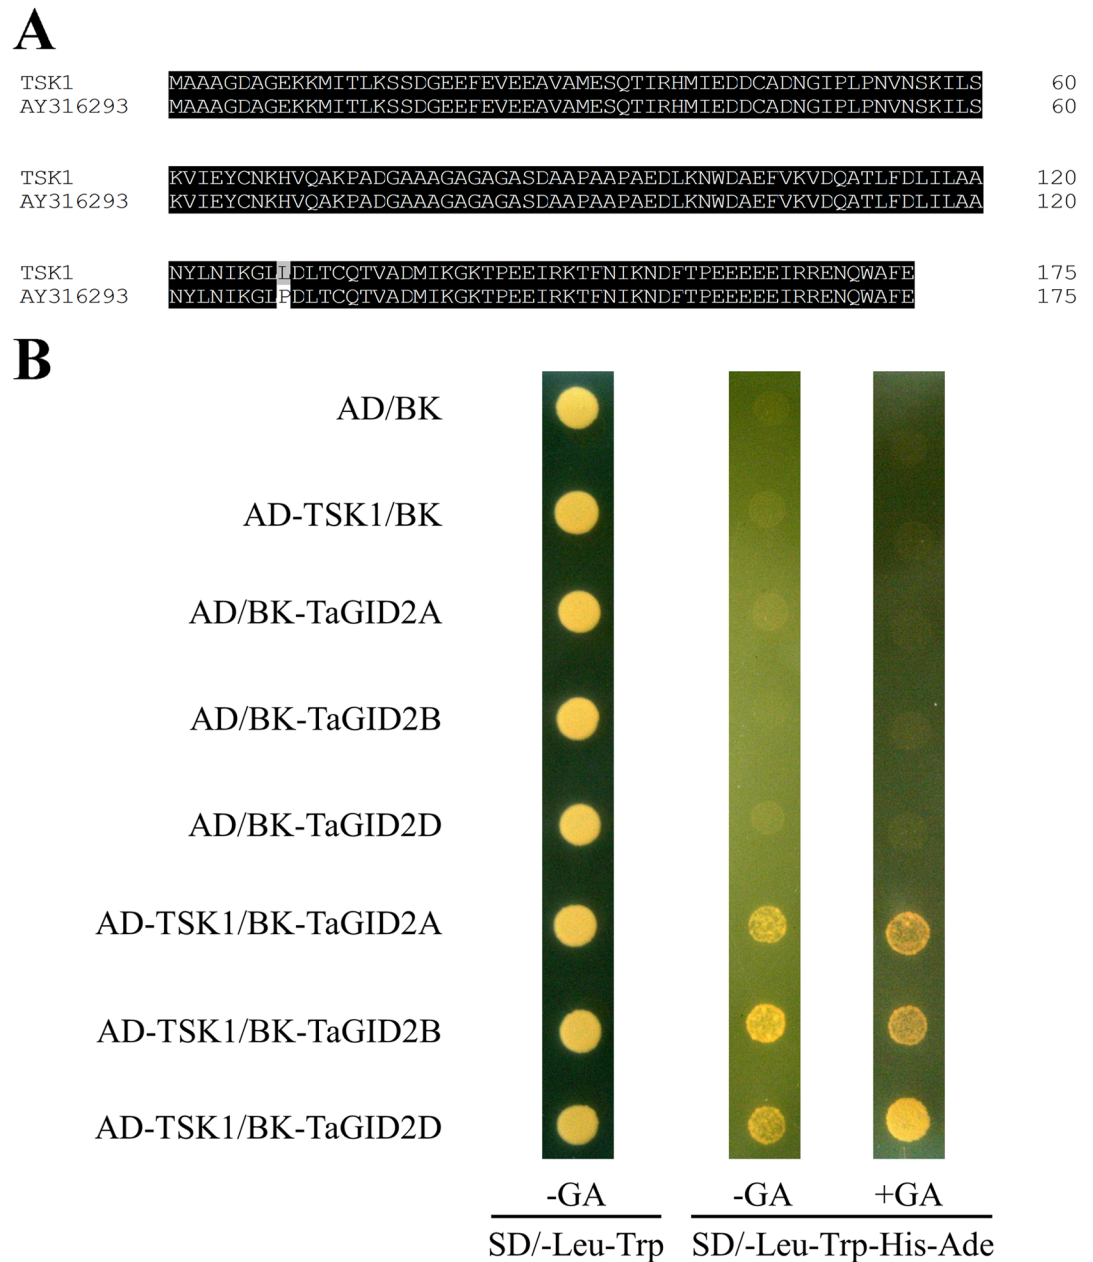 A
TSK1 MAAAGDAGEKKMITLKSSDGEEFEVEEAVAMESQTIRHMIEDDCADNGIPLPNVNSKILS 60
AY316293 MAAAGDAGEKKMITLKSSDGEEFEVEEAVAMESQTIRHMIEDDCADNGIPLPNVNSKILS 60
TSK1 KVIEYCNKHVQAKPADGAAAGAGAGASDAAPAAPAEDLKNWDAEFVKVDQATLFDLILAA 120
AY316293 KVIEYCNKHVQAKPADGAAAGAGAGASDAAPAAPAEDLKNWDAEFVKVDQATLFDLILAA 120
TSK1 NYLNIKGLLDLTCQTVADMIKGKTPEEIRKTFNIKNDFTPEEEEEIRRENQWAFE 175
AY316293 NYLNIKGLPDLTCQTVADMIKGKTPEEIRKTFNIKNDFTPEEEEEIRRENQWAFE 175
B
AD/BK
AD-TSK1/BK
AD/BK-TaGID2A
AD/BK-TaGID2B
AD/BK-TaGID2D
AD-TSK1/BK-TaGID2A
AD-TSK1/BK-TaGID2B
AD-TSK1/BK-TaGID2D
-GA -GA +GA
SD/-Leu-Trp SD/-Leu-Trp-His-Ade